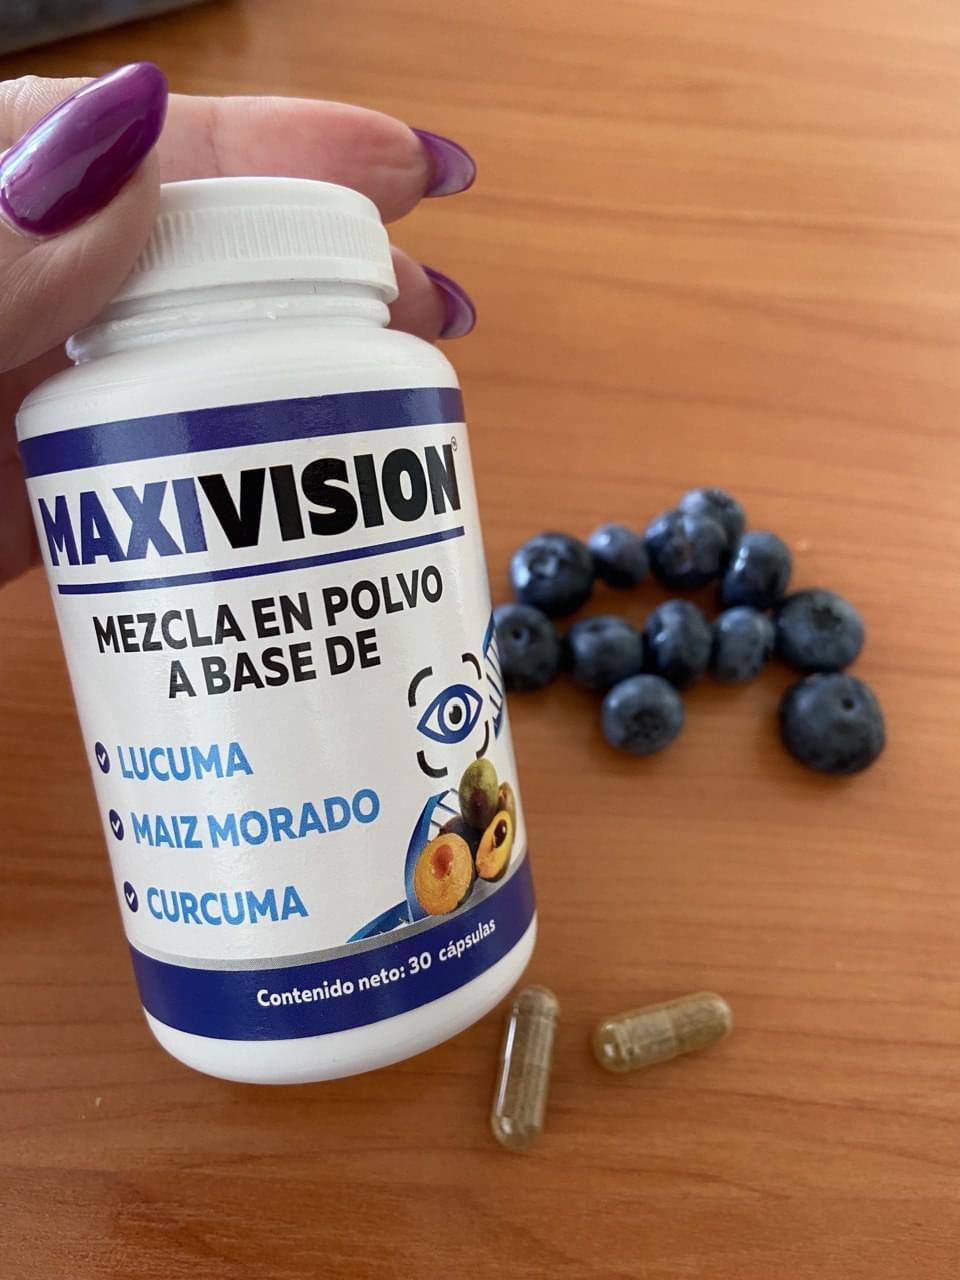 MAXIVISION®
MEZCLA EN POLVO
A BASE DE
LUCUMA
MAIZ MORADO
CURCUMA
Contenido neto: 30 cápsulas